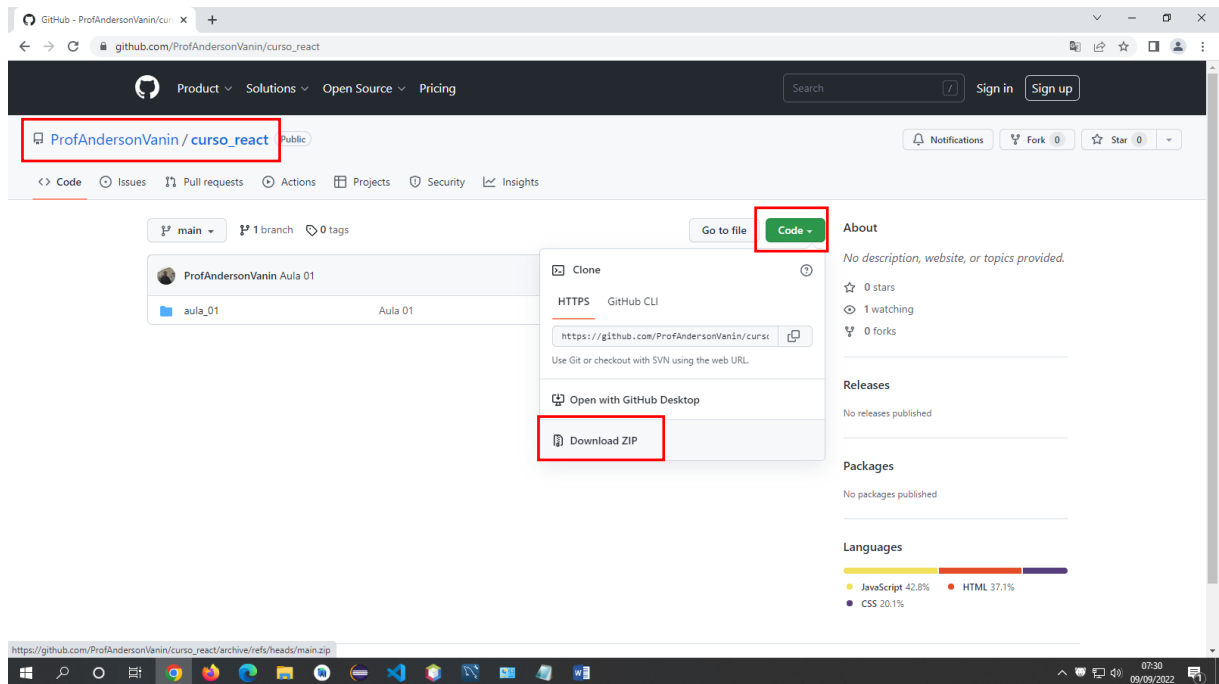 GitHub - ProfAndersonVanin/curs
github.com/ProfAndersonVanin/curso_react
Product Solutions Open Source Pricing
Search /
Sign in Sign up
ProfAndersonVanin / curso_react Public
Notifications Fork 0 Star 0
<> Code Issues Pull requests Actions Projects Security Insights
main 1 branch 0 tags
Go to file Code
ProfAndersonVanin Aula 01
aula_01 Aula 01
Clone
HTTPS GitHub CLI
https://github.com/ProfAndersonVanin/curso
Use Git or checkout with SVN using the web URL.
Open with GitHub Desktop
Download ZIP
About
No description, website, or topics provided.
0 stars
1 watching
0 forks
Releases
No releases published
Packages
No packages published
Languages
JavaScript 42.8% HTML 37.1%
CSS 20.1%
https://github.com/ProfAndersonVanin/curso_react/archive/refs/heads/main.zip
07:30
09/09/2022